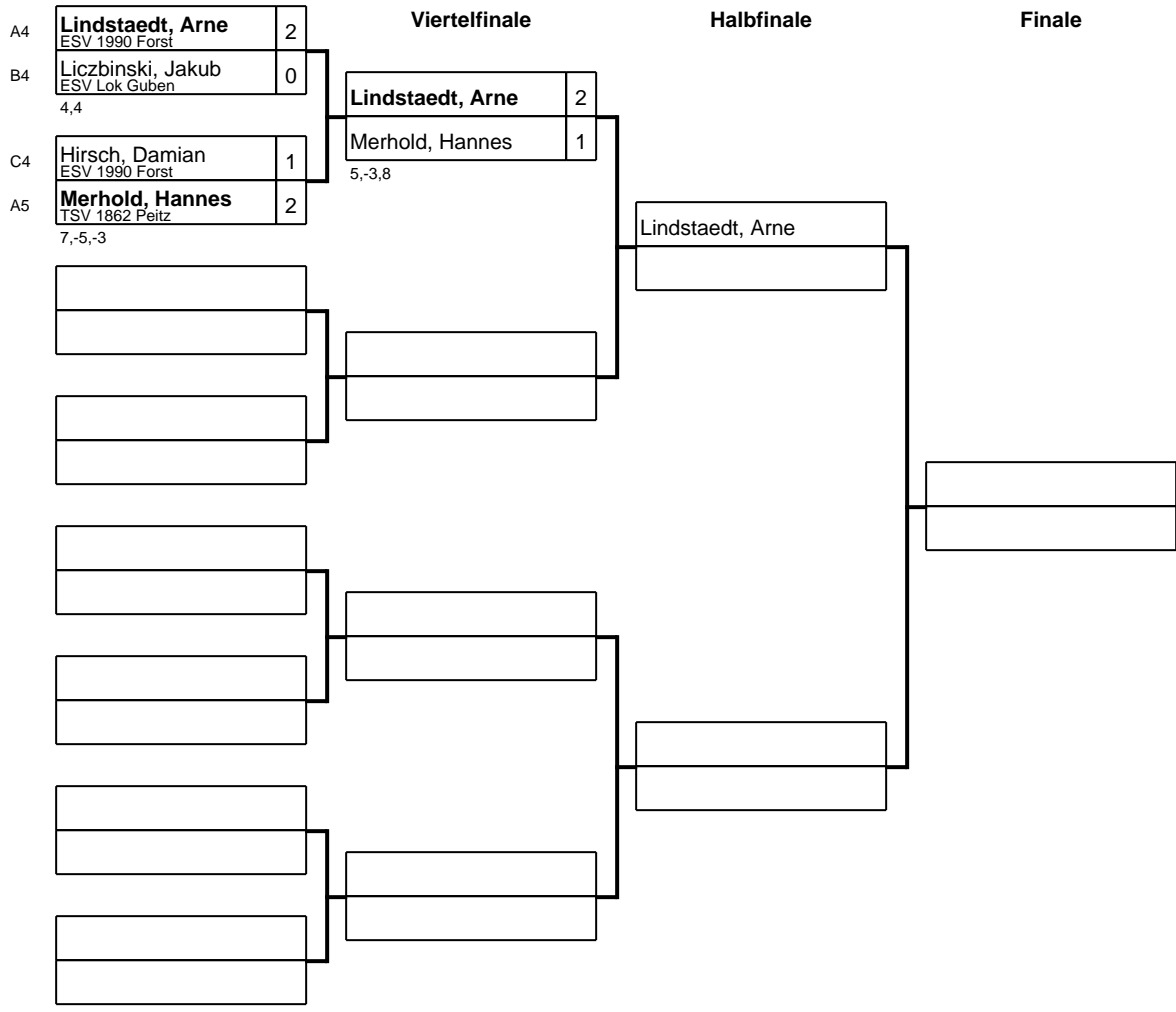 Viertelfinale
Halbfinale
Finale
A4
Lindstaedt, Arne
2
ESV 1990 Forst
B4
Liczbinski, Jakub
0
ESV Lok Guben
4,4
Lindstaedt, Arne
2
Merhold, Hannes
1
5,-3,8
C4
Hirsch, Damian
1
ESV 1990 Forst
A5
Merhold, Hannes
2
TSV 1862 Peitz
7,-5,-3
Lindstaedt, Arne